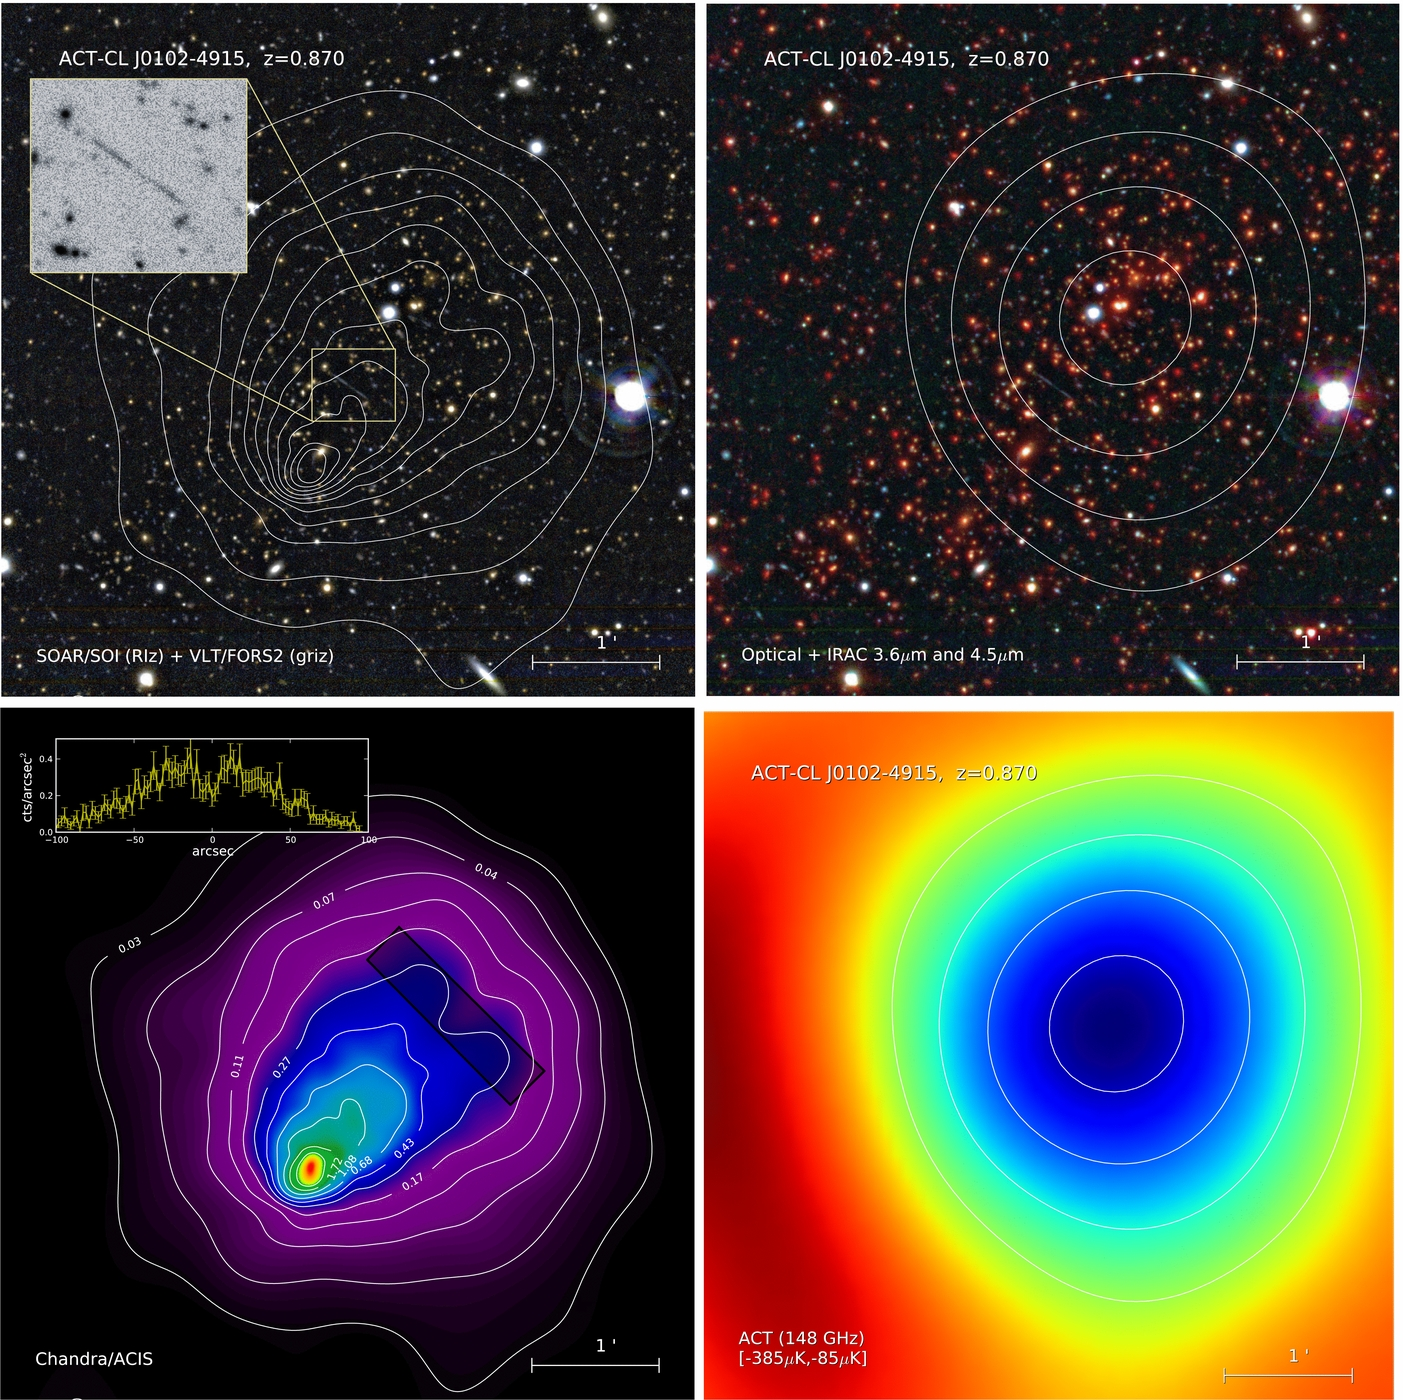 ACT-CL J0102-4915,  z=0.870
1 '
SOAR/SOI (RIz) + VLT/FORS2 (griz)
ACT-CL J0102-4915,  z=0.870
1 '
Optical + IRAC 3.6μm and 4.5μm
cts/arcsec²
0.4
0.2
0.0
−100 −50 0 50 100
arcsec
0.04
0.07
0.03
0.11
0.27
0.43
1.72
1.08
0.68
0.17
1 '
Chandra/ACIS
ACT-CL J0102-4915,  z=0.870
ACT (148 GHz)
[-385μK,-85μK]
1 '